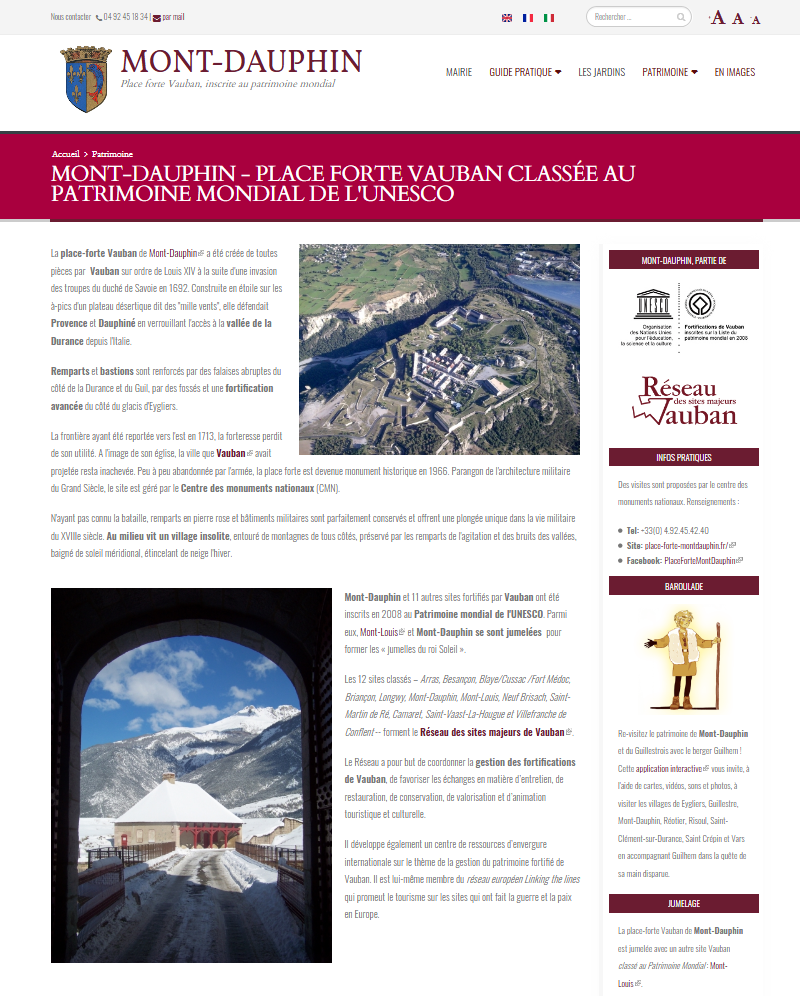 Nous contacter 04 92 45 18 34 | par mail
Rechercher ...
A A A
MONT-DAUPHIN
Place forte Vauban, inscrite au patrimoine mondial
MAIRIE GUIDE PRATIQUE LES JARDINS PATRIMOINE EN IMAGES
Accueil > Patrimoine
MONT-DAUPHIN - PLACE FORTE VAUBAN CLASSÉE AU
PATRIMOINE MONDIAL DE L'UNESCO
La place-forte Vauban de Mont-Dauphin a été créée de toutes
pièces par Vauban sur ordre de Louis XIV à la suite d'une invasion
des troupes du duché de Savoie en 1692. Construite en étoile sur les
à-pics d'un plateau désertique dit des "mille vents", elle défendait
Provence et Dauphiné en verrouillant l'accès à la vallée de la
Durance depuis l'Italie.
Remparts et bastions sont renforcés par des falaises abruptes du
côté de la Durance et du Guil, par des fossés et une fortification
avancée du côté du glacis d'Eygliers.
La frontière ayant été reportée vers l'est en 1713, la forteresse perdit
de son utilité. A l'image de son église, la ville que Vauban avait
projetée resta inachevée. Peu à peu abandonnée par l'armée, la place forte est devenue monument historique en 1966. Parangon de l'architecture militaire
du Grand Siècle, le site est géré par le Centre des monuments nationaux (CMN).
N'ayant pas connu la bataille, remparts en pierre rose et bâtiments militaires sont parfaitement conservés et offrent une plongée unique dans la vie militaire
du XVIIIe siècle. Au milieu vit un village insolite, entouré de montagnes de tous côtés, préservé par les remparts de l'agitation et des bruits des vallées,
baigné de soleil méridional, étincelant de neige l'hiver.
Mont-Dauphin et 11 autres sites fortifiés par Vauban ont été
inscrits en 2008 au Patrimoine mondial de l'UNESCO. Parmi
eux, Mont-Louis et Mont-Dauphin se sont jumelées pour
former les « jumelles du roi Soleil ».
Les 12 sites classés – Arras, Besançon, Blaye/Cussac /Fort Médoc,
Briançon, Longwy, Mont-Dauphin, Mont-Louis, Neuf Brisach, Saint-
Martin de Ré, Camaret, Saint-Vaast-La-Hougue et Villefranche de
Conflent -- forment le Réseau des sites majeurs de Vauban.
Le Réseau a pour but de coordonner la gestion des fortifications
de Vauban, de favoriser les échanges en matière d'entretien, de
restauration, de conservation, de valorisation et d'animation
touristique et culturelle.
Il développe également un centre de ressources d'envergure
internationale sur le thème de la gestion du patrimoine fortifié de
Vauban. Il est lui-même membre du réseau européen Linking the lines
qui promeut le tourisme sur les sites qui ont fait la guerre et la paix
en Europe.
MONT-DAUPHIN, PARTIE DE
UNESCO
Organisation
des Nations Unies
pour l'éducation,
la science et la culture
Fortifications de Vauban
inscrites sur la Liste du
patrimoine mondial en 2008
Réseau
des sites majeurs
Vauban
INFOS PRATIQUES
Des visites sont proposées par le centre des
monuments nationaux. Renseignements :
Tel: +33(0) 4.92.45.42.40
Site: place-forte-montdauphin.fr/
Facebook: PlaceForteMontDauphin
BAROULADE
Re-visitez le patrimoine de Mont-Dauphin
et du Guillestrois avec le berger Guilhem !
Cette application interactive vous invite, à
l'aide de cartes, vidéos, sons et photos, à
visiter les villages de Eygliers, Guillestre,
Mont-Dauphin, Réotier, Risoul, Saint-
Clément-sur-Durance, Saint Crépin et Vars
en accompagnant Guilhem dans la quête de
sa main disparue.
JUMELAGE
La place-forte Vauban de Mont-Dauphin
est jumelée avec un autre site Vauban
classé au Patrimoine Mondial : Mont-
Louis.